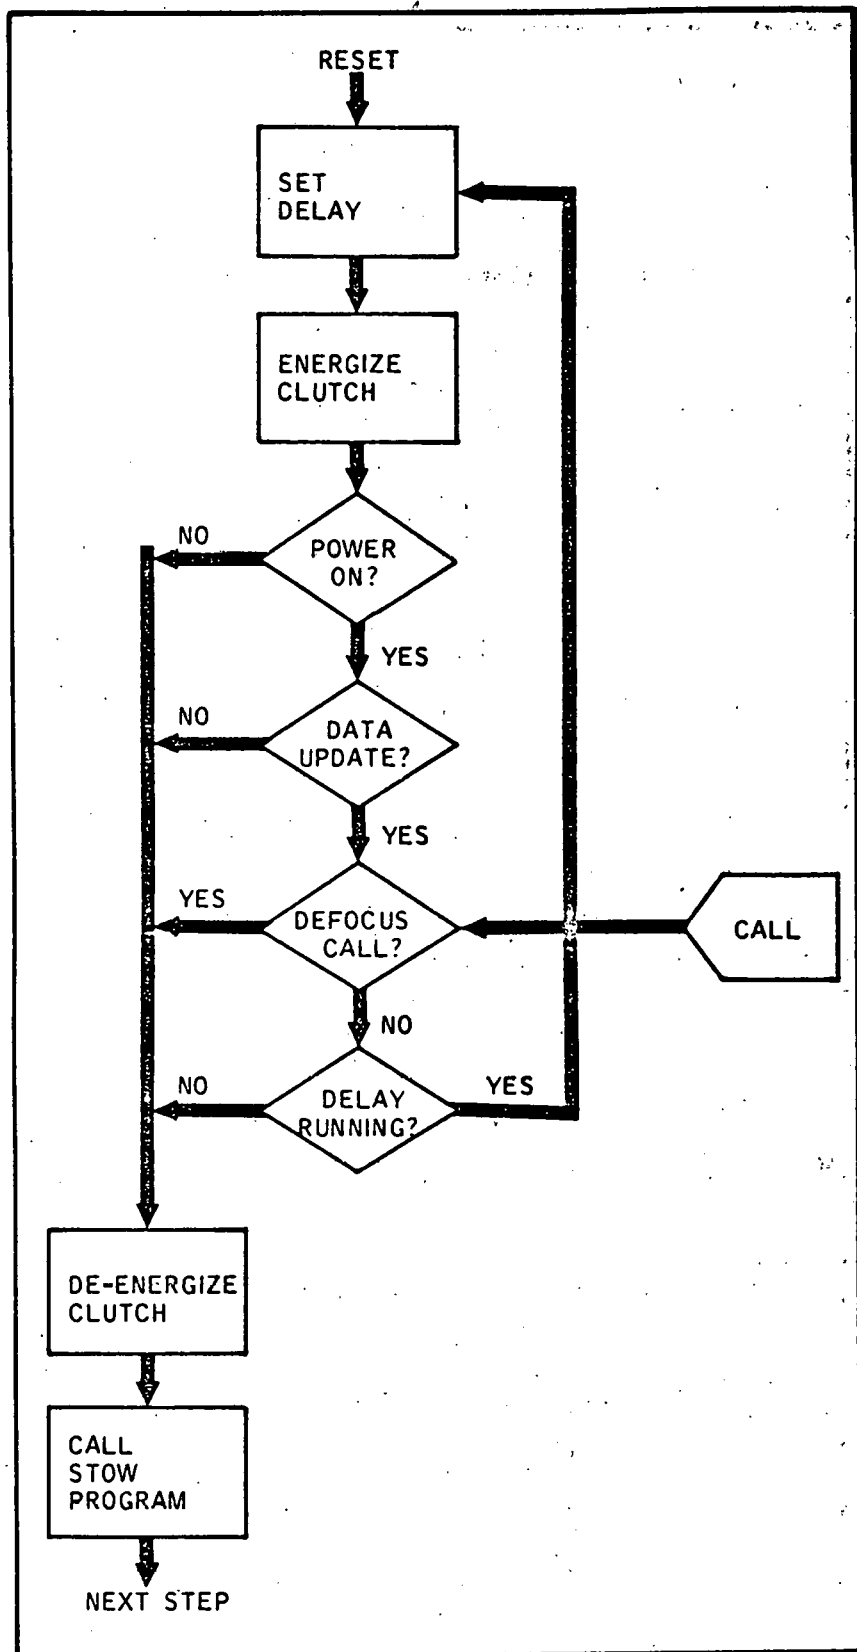 RESET
SET
DELAY
ENERGIZE
CLUTCH
NO
POWER
ON?
YES
NO
DATA
UPDATE?
YES
YES
DEFOCUS
CALL?
CALL
NO
NO
DELAY
RUNNING?
YES
DE-ENERGIZE
CLUTCH
CALL
STOW
PROGRAM
NEXT STEP